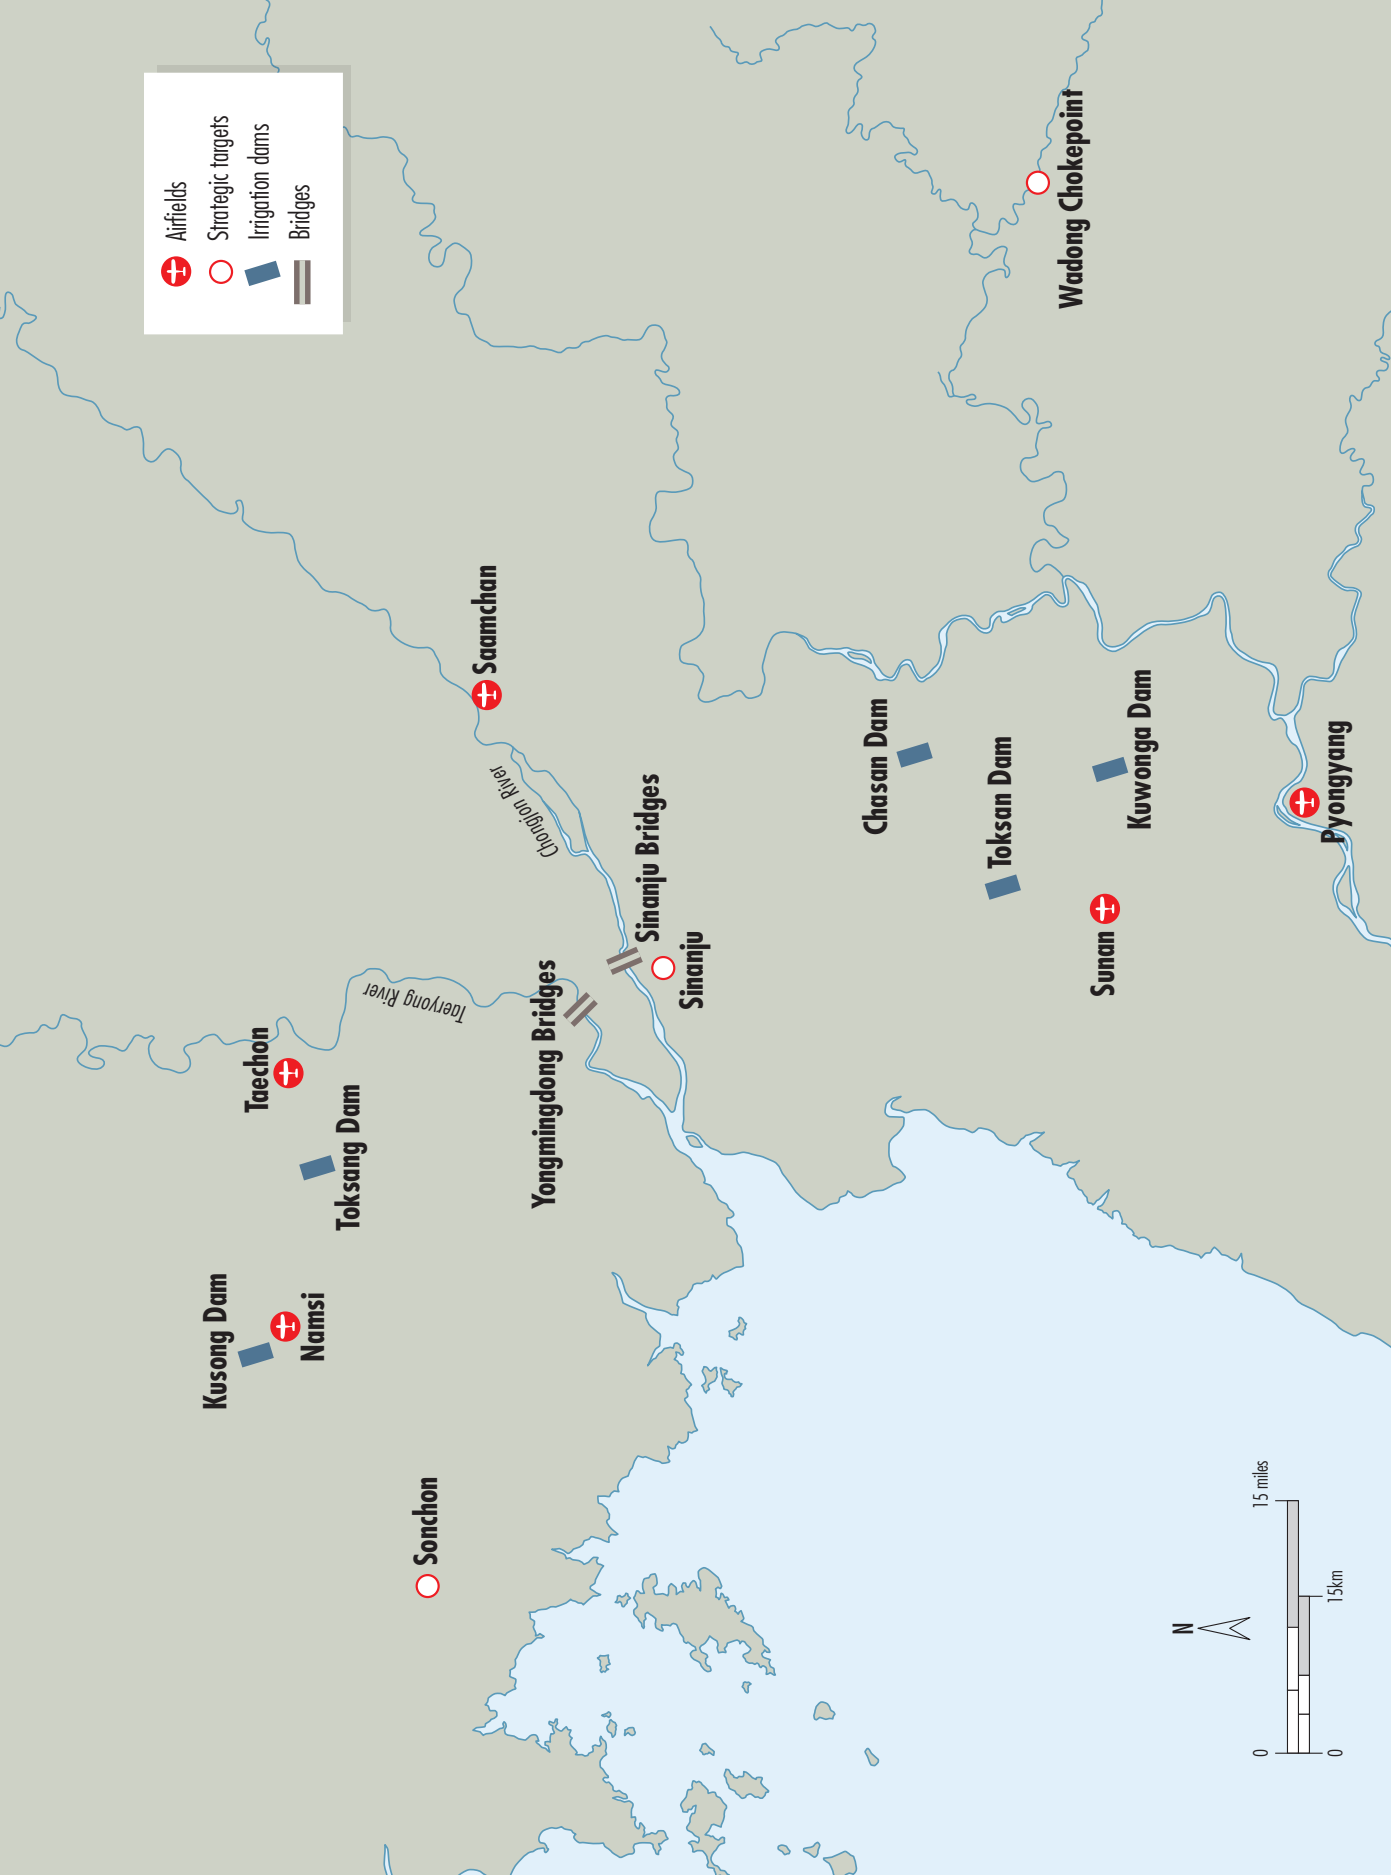 Airfields
Strategic targets
Irrigation dams
Bridges
Kusong Dam
Namsi
Taechon
Toksang Dam
Sonchon
Taeryong River
Saamchan
Chongjon River
Yongmingdong Bridges
Sinanju Bridges
Sinanju
Chasan Dam
Toksan Dam
Wadong Chokepoint
Sunan
Kuwonga Dam
Pyongyang
N
0
15 miles
0
15km